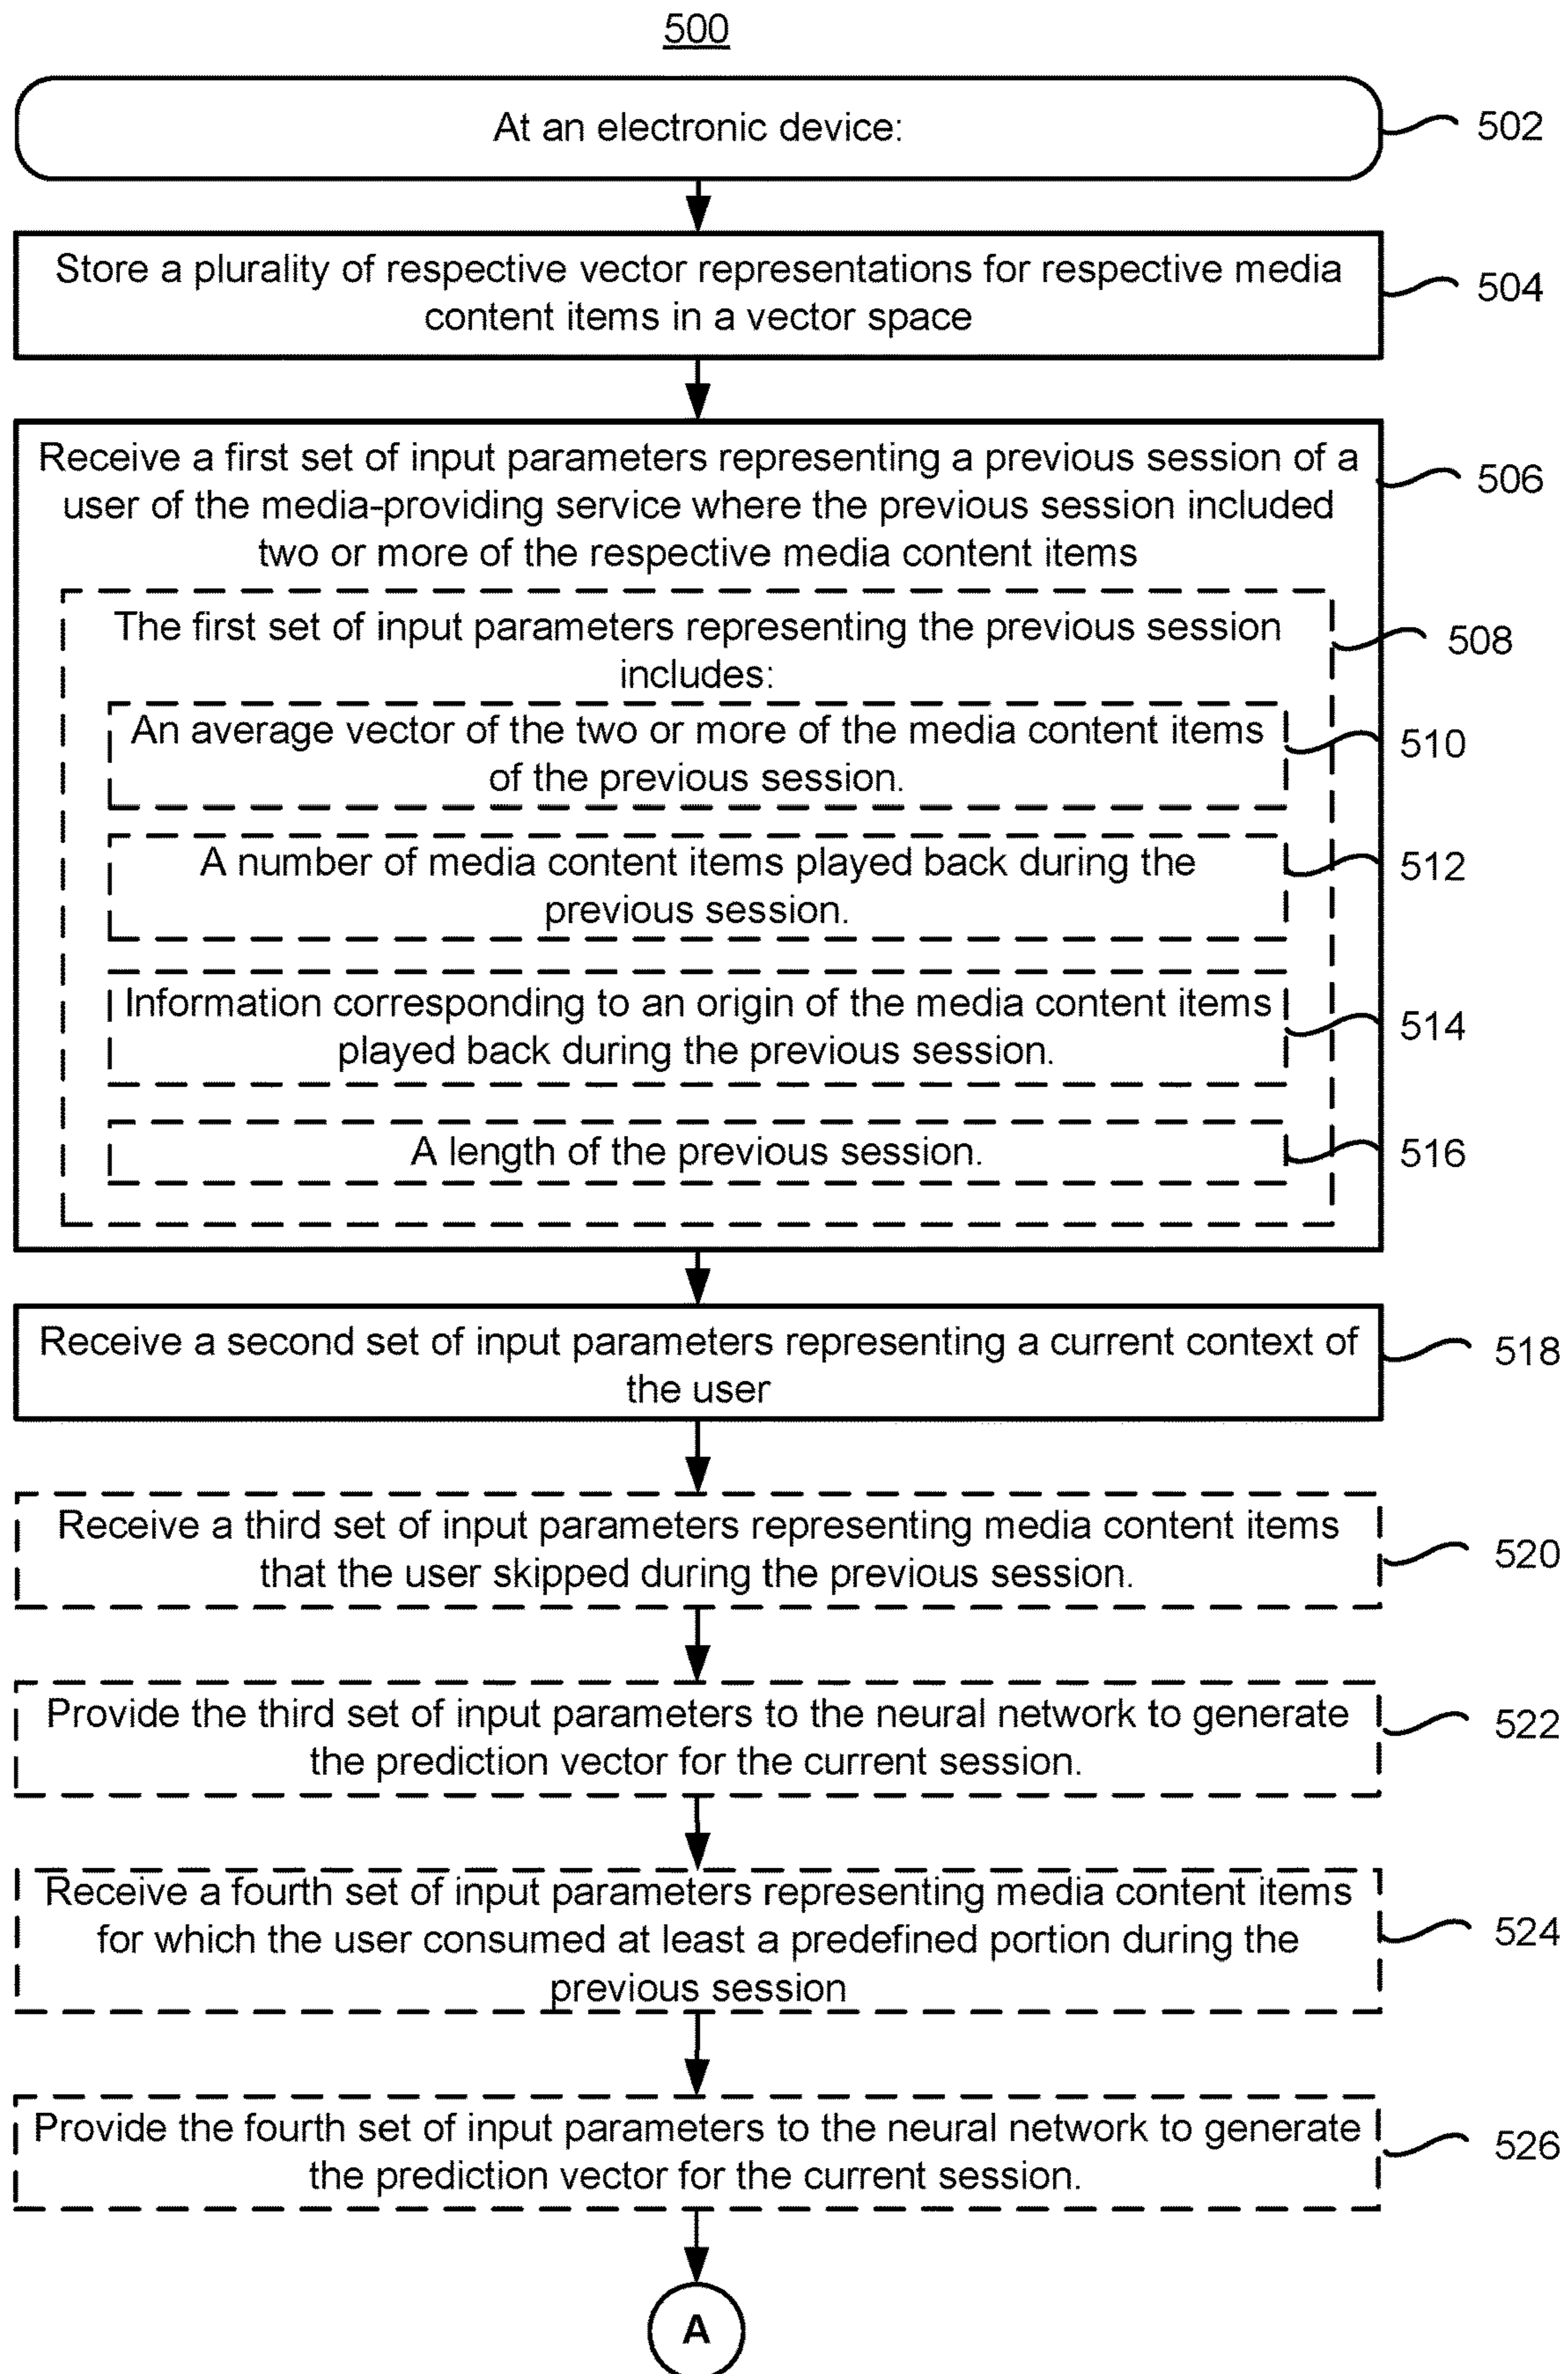 500
At an electronic device:
502
Store a plurality of respective vector representations for respective media
content items in a vector space
504
Receive a first set of input parameters representing a previous session of a
user of the media-providing service where the previous session included
two or more of the respective media content items
506
The first set of input parameters representing the previous session
includes:
508
An average vector of the two or more of the media content items
of the previous session.
510
A number of media content items played back during the
previous session.
512
Information corresponding to an origin of the media content items
played back during the previous session.
514
A length of the previous session.
516
Receive a second set of input parameters representing a current context of
the user
518
Receive a third set of input parameters representing media content items
that the user skipped during the previous session.
520
Provide the third set of input parameters to the neural network to generate
the prediction vector for the current session.
522
Receive a fourth set of input parameters representing media content items
for which the user consumed at least a predefined portion during the
previous session
524
Provide the fourth set of input parameters to the neural network to generate
the prediction vector for the current session.
526
A